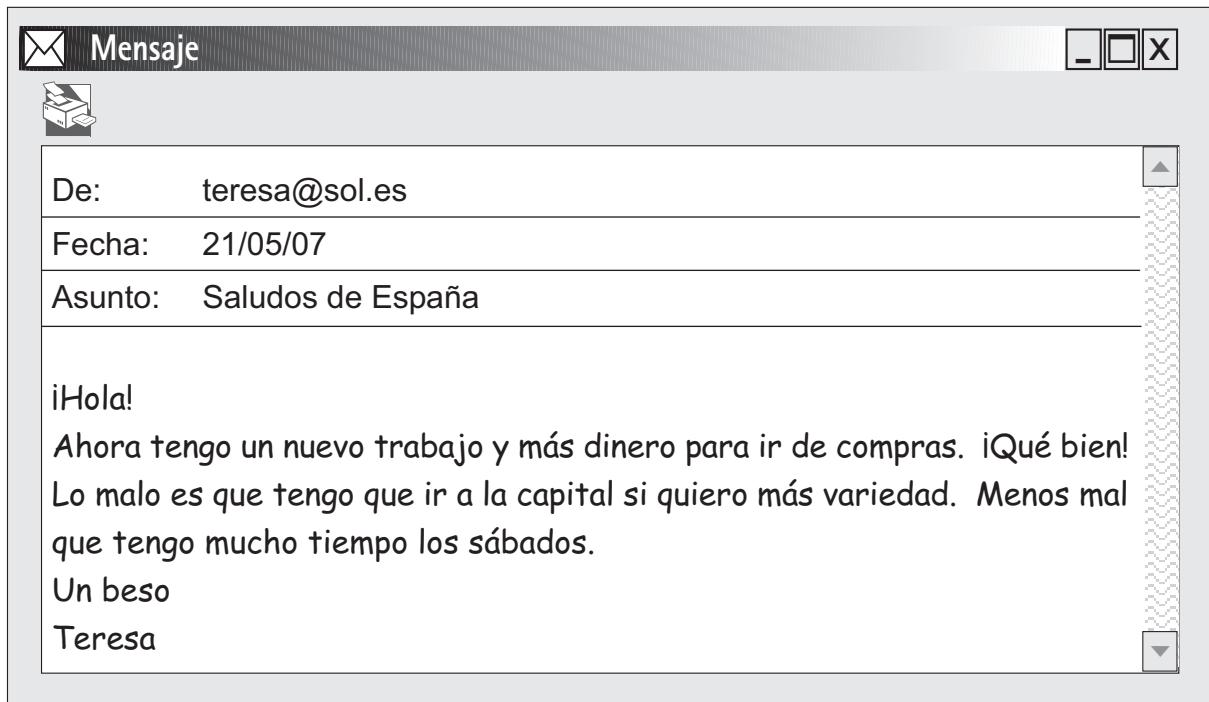 Mensaje
De: teresa@sol.es
Fecha: 21/05/07
Asunto: Saludos de España
¡Hola!
Ahora tengo un nuevo trabajo y más dinero para ir de compras. ¡Qué bien!
Lo malo es que tengo que ir a la capital si quiero más variedad. Menos mal
que tengo mucho tiempo los sábados.
Un beso
Teresa